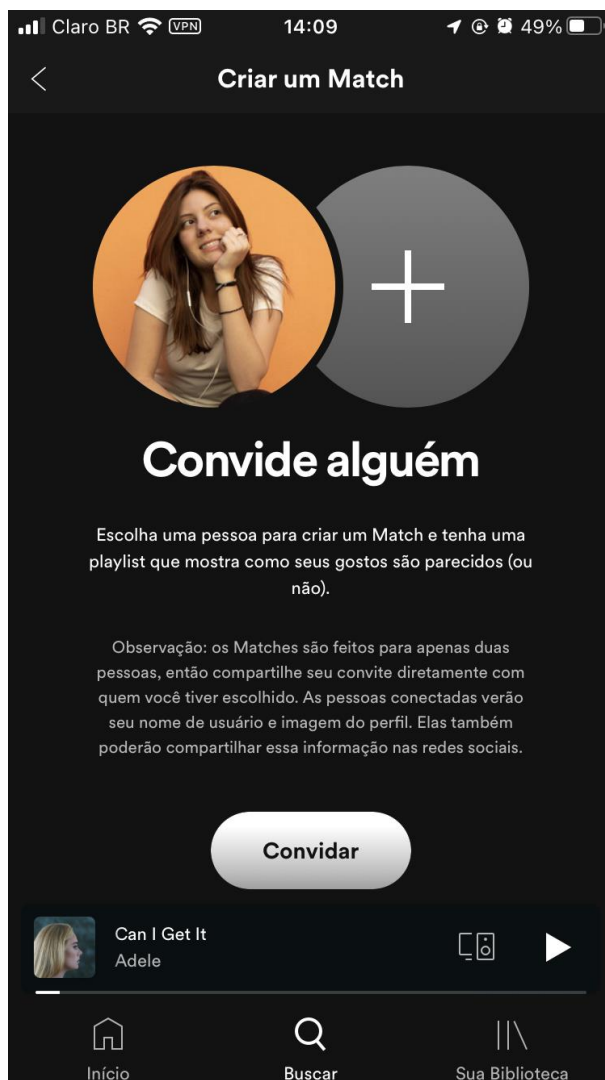 Claro BR VPN 14:09 49%
Criar um Match
Convide alguém
Escolha uma pessoa para criar um Match e tenha uma
playlist que mostra como seus gostos são parecidos (ou
não).
Observação: os Matches são feitos para apenas duas
pessoas, então compartilhe seu convite diretamente com
quem você tiver escolhido. As pessoas conectadas verão
seu nome de usuário e imagem do perfil. Elas também
poderão compartilhar essa informação nas redes sociais.
Convidar
Can I Get It
Adele
Início Buscar Sua Biblioteca